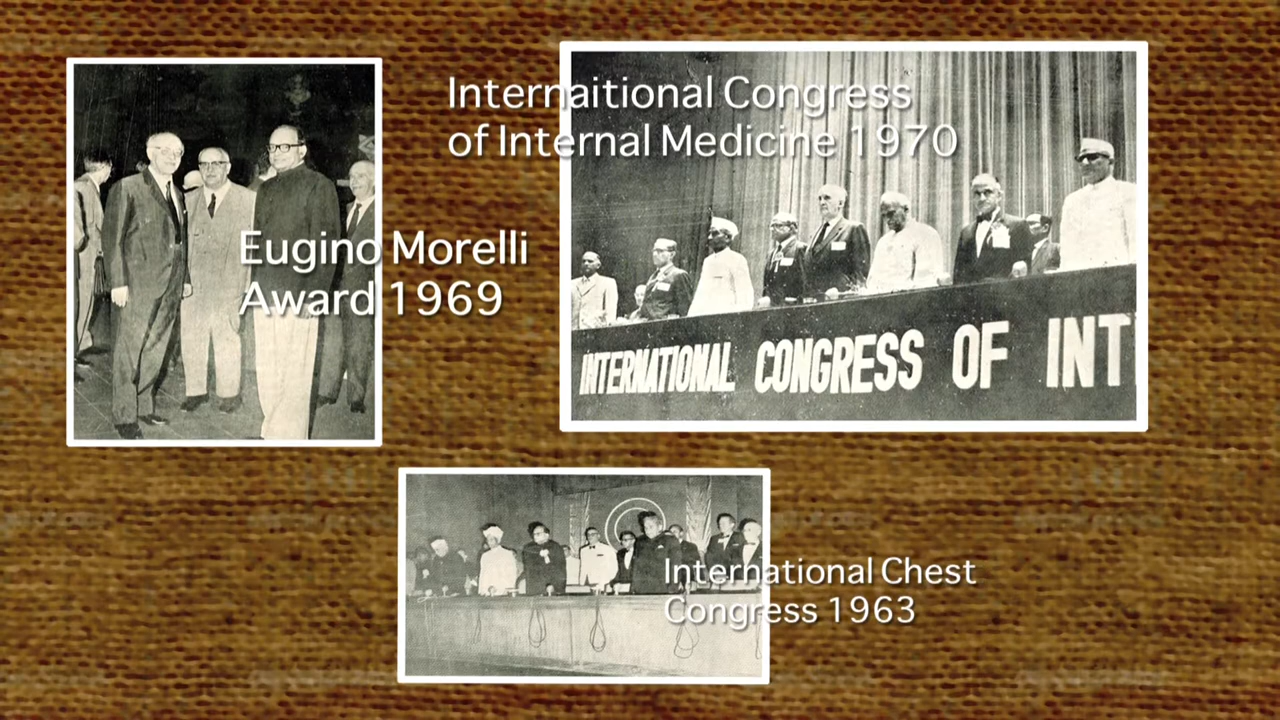 Internaitional Congress
of Internal Medicine 1970
Eugino Morelli
Award 1969
INTERNATIONAL CONGRESS OF INT
International Chest
Congress 1963